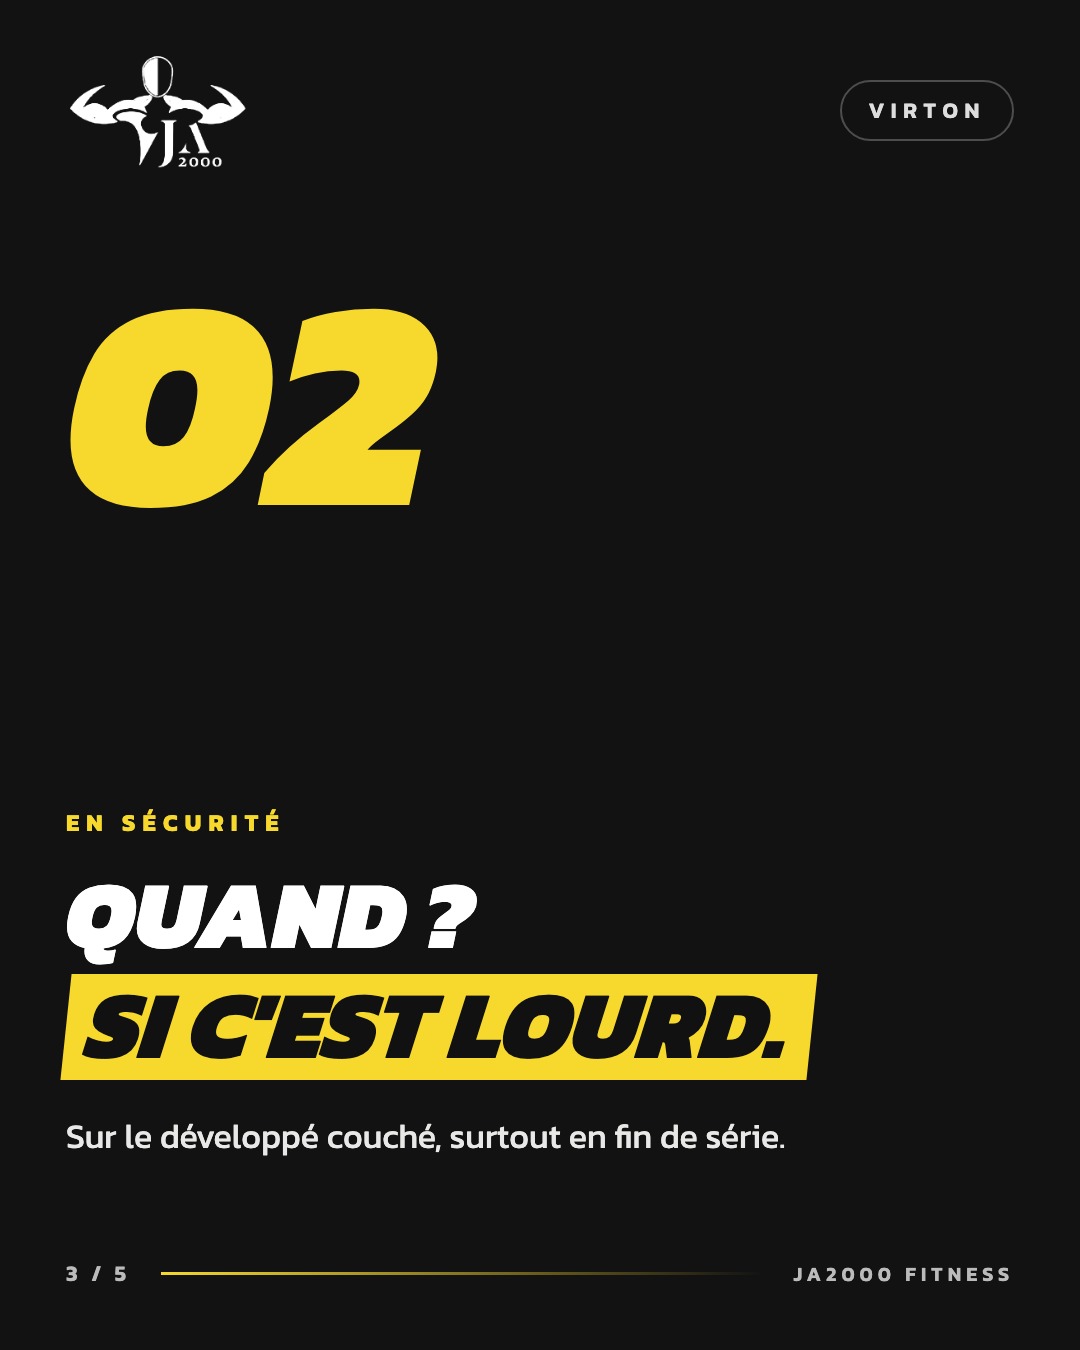 JA
2000
VIRTON
02
EN SÉCURITÉ
QUAND ?
SI C'EST LOURD.
Sur le développé couché, surtout en fin de série.
3 / 5
JA2000 FITNESS